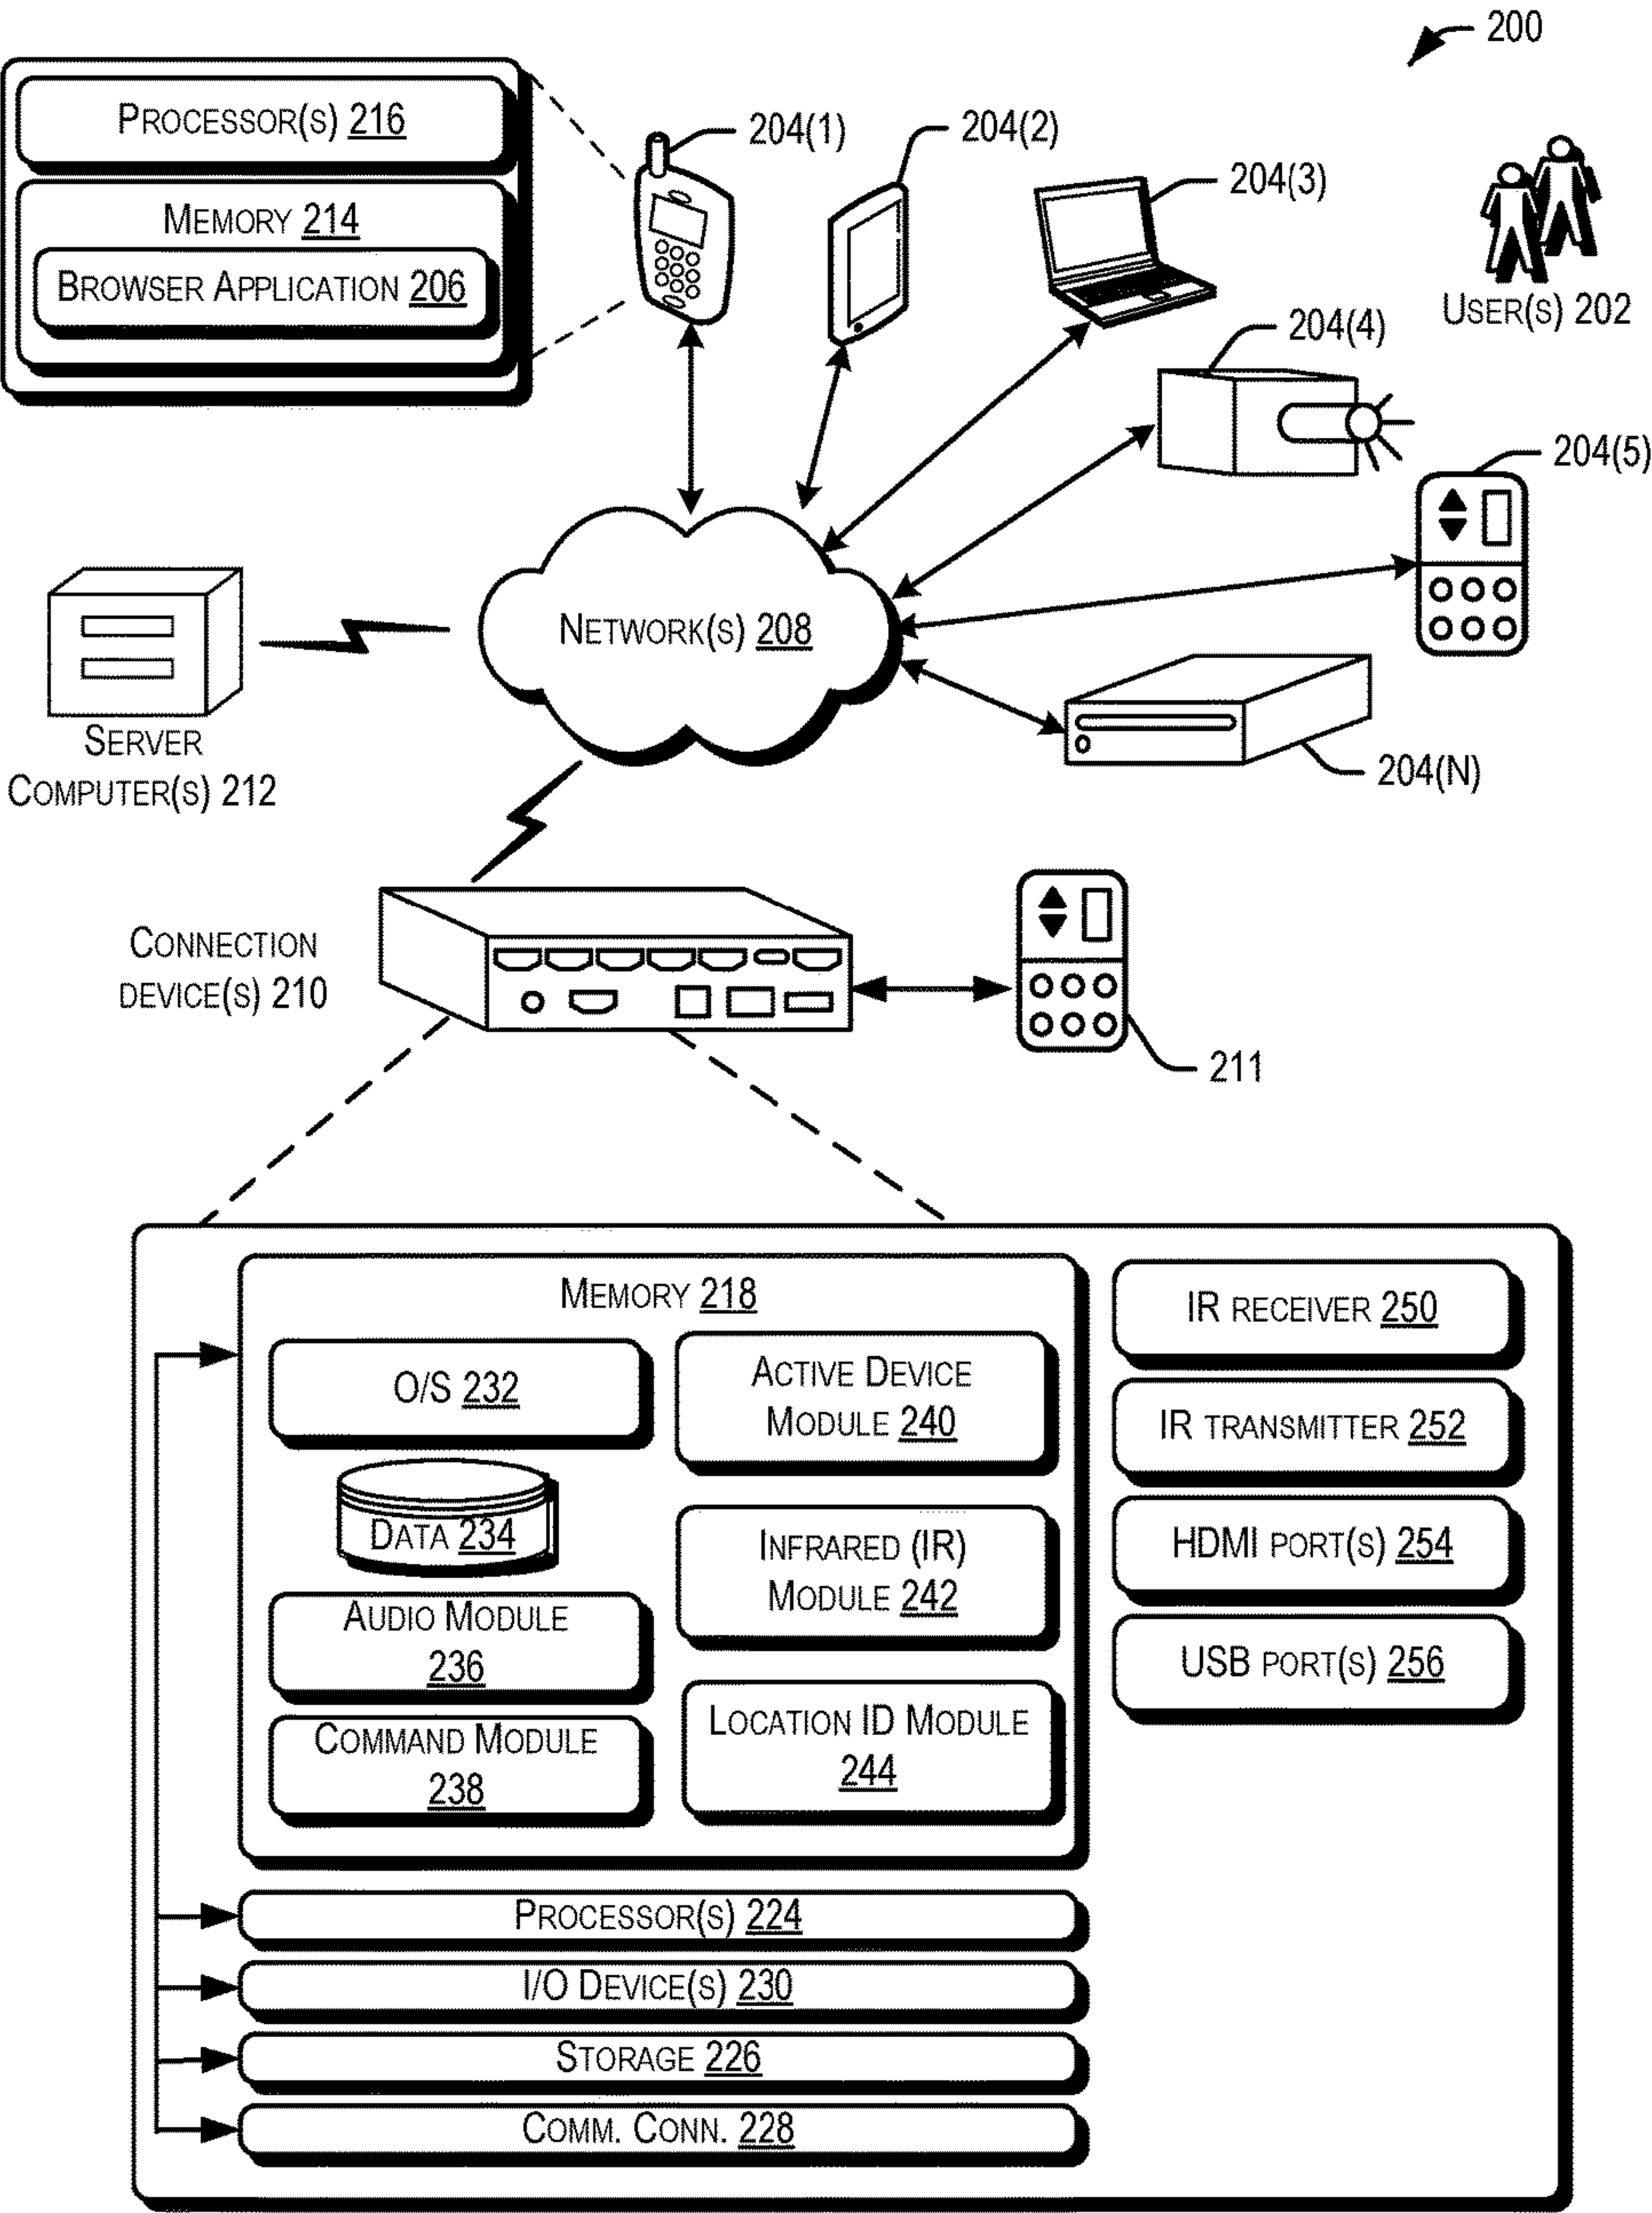 200
PROCESSOR(S) 216
MEMORY 214
BROWSER APPLICATION 206
204(1)
204(2)
204(3)
USER(S) 202
204(4)
204(5)
NETWORK(S) 208
SERVER
COMPUTER(S) 212
204(N)
CONNECTION
DEVICE(S) 210
211
MEMORY 218
O/S 232
DATA 234
AUDIO MODULE
236
COMMAND MODULE
238
ACTIVE DEVICE
MODULE 240
INFRARED (IR)
MODULE 242
LOCATION ID MODULE
244
IR RECEIVER 250
IR TRANSMITTER 252
HDMI PORT(S) 254
USB PORT(S) 256
PROCESSOR(S) 224
I/O DEVICE(S) 230
STORAGE 226
COMM. CONN. 228